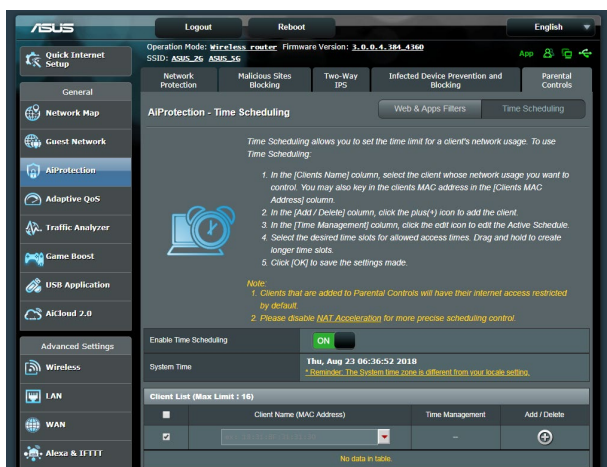 ASUS
Logout
Reboot
English
Quick Internet
Setup
Operation Mode: Wireless router Firmware Version: 3.0.0.4.384_4360
SSID: ASUS_2G ASUS_5G
App
Network
Protection
Malicious Sites
Blocking
Two-Way
IPS
Infected Device Prevention and
Blocking
Parental
Controls
General
Network Map
Guest Network
AiProtection
Adaptive QoS
Traffic Analyzer
Game Boost
USB Application
AiCloud 2.0
Advanced Settings
Wireless
LAN
WAN
Alexa & IFTTT
AiProtection - Time Scheduling
Web & Apps Filters
Time Scheduling
Time Scheduling allows you to set the time limit for a client's network usage. To use
Time Scheduling:
1. In the [Clients Name] column, select the client whose network usage you want to
control. You may also key in the clients MAC address in the [Clients MAC
Address] column.
2. In the [Add / Delete] column, click the plus(+) icon to add the client.
3. In the [Time Management] column, click the edit icon to edit the Active Schedule.
4. Select the desired time slots for allowed access times. Drag and hold to create
longer time slots.
5. Click [OK] to save the settings made.
Note:
1. Clients that are added to Parental Controls will have their internet access restricted
by default.
2. Please disable NAT Acceleration for more precise scheduling control.
Enable Time Scheduling
ON
System Time
Thu, Aug 23 06:36:52 2018
* Reminder: The System time zone is different from your locale setting.
Client List (Max Limit : 16)
Client Name (MAC Address)
Time Management
Add / Delete
–
No data in table.